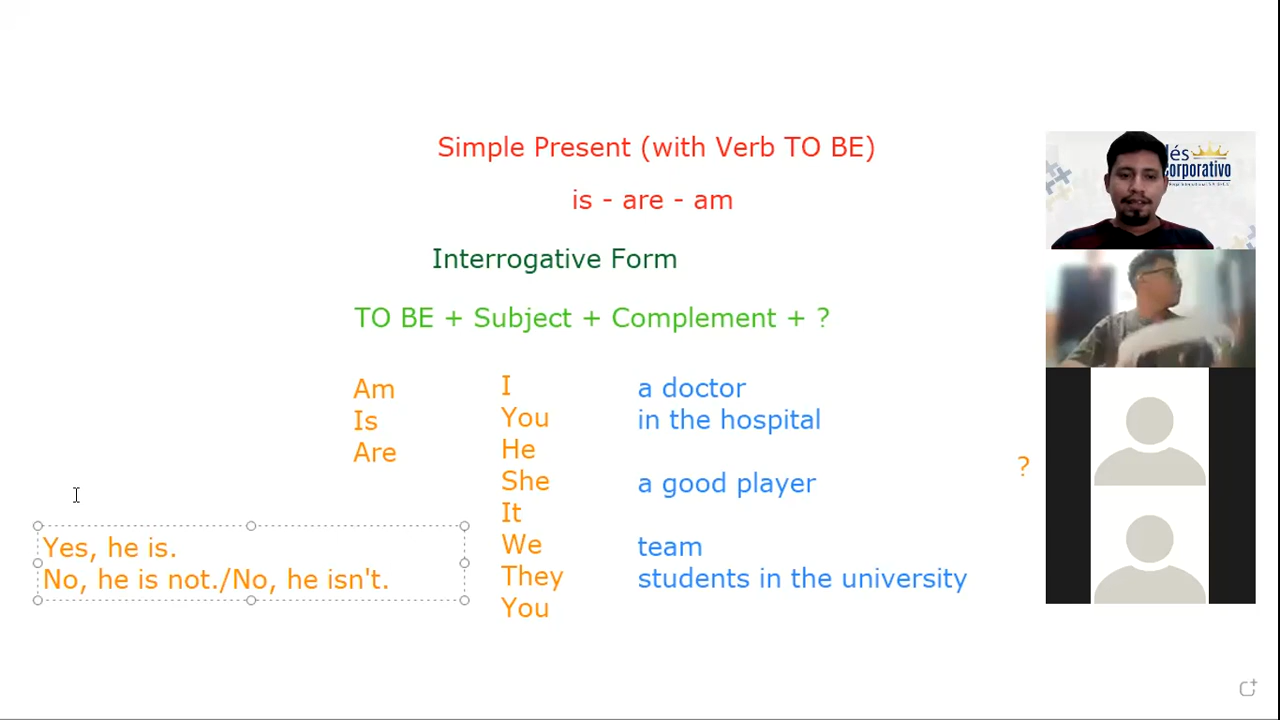 Simple Present (with Verb TO BE)
is - are - am
Interrogative Form
TO BE + Subject + Complement + ?
Am
Is
Are
I
You
He
She
It
We
They
You
a doctor
in the hospital
a good player
team
students in the university
?
Yes, he is.
No, he is not./No, he isn't.